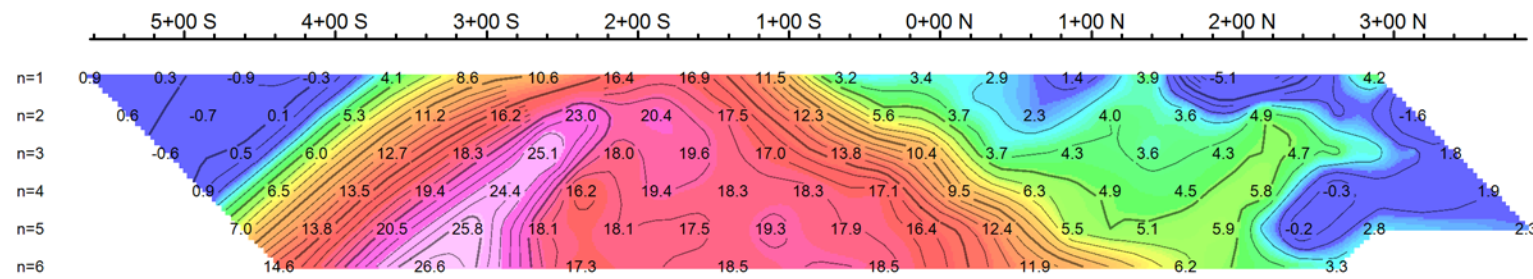 5+00 S 4+00 S 3+00 S 2+00 S 1+00 S 0+00 N 1+00 N 2+00 N 3+00 N
n=1 0.9 0.3 -0.9 -0.3 4.1 8.6 10.6 16.4 16.9 11.5 3.2 3.4 2.9 1.4 3.9 -5.1 4.2
n=2 0.6 -0.7 0.1 5.3 11.2 16.2 23.0 20.4 17.5 12.3 5.6 3.7 2.3 4.0 3.6 4.9 -1.6
n=3 -0.6 0.5 6.0 12.7 18.3 25.1 18.0 19.6 17.0 13.8 10.4 3.7 4.3 3.6 4.3 4.7 1.8
n=4 0.9 6.5 13.5 19.4 24.4 16.2 19.4 18.3 18.3 17.1 9.5 6.3 4.9 4.5 5.8 -0.3 1.9
n=5 7.0 13.8 20.5 25.8 18.1 18.1 17.5 19.3 17.9 16.4 12.4 5.5 5.1 5.9 -0.2 2.8 2.3
n=6 14.6 26.6 17.3 18.5 18.5 11.9 6.2 3.3